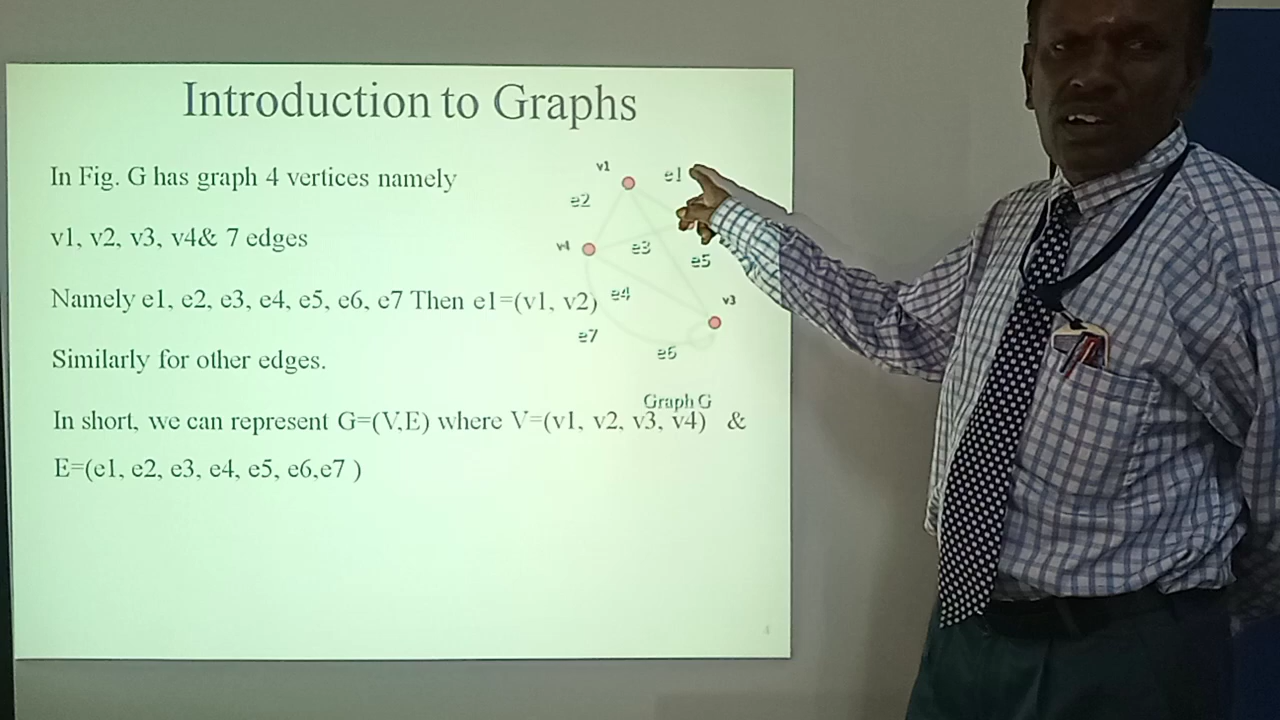 Introduction to Graphs
In Fig. G has graph 4 vertices namely
v1, v2, v3, v4& 7 edges
Namely e1, e2, e3, e4, e5, e6, e7 Then e1=(v1, v2)
Similarly for other edges.
In short, we can represent G=(V,E) where V=(v1, v2, v3, v4) &
E=(e1, e2, e3, e4, e5, e6,e7 )
v1
e1
e2
v4
e3
e5
e4
v3
e7
e6
Graph G
4